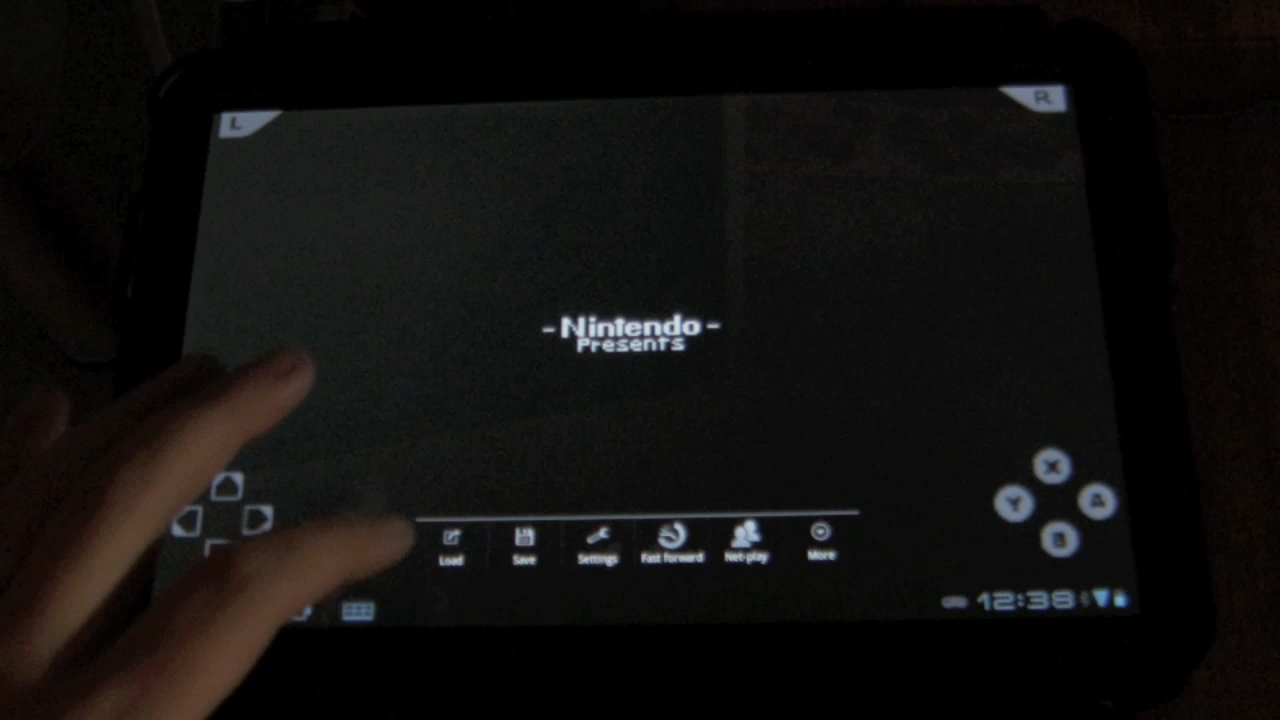 L
R
-Nintendo-
Presents
X
Y
A
B
Load
Save
Settings
Fast forward
Net-play
More
12:38